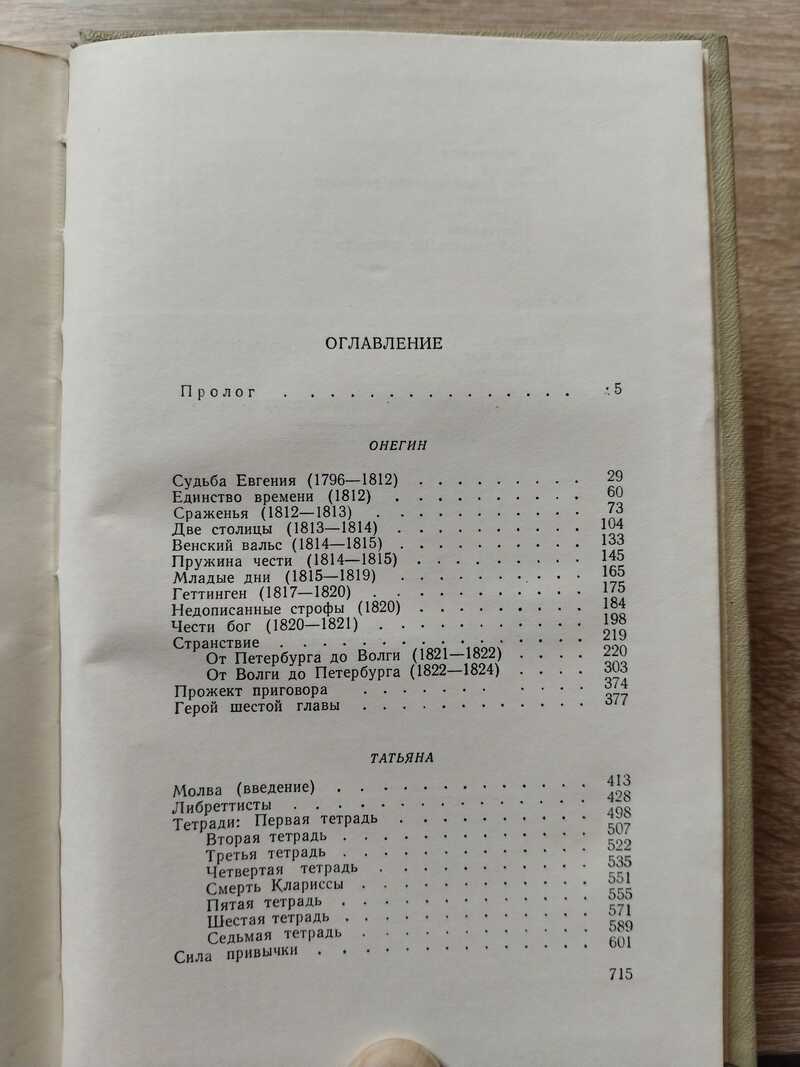 ОГЛАВЛЕНИЕ
Пролог . . . . . . . . . . . . . . 5
ОНЕГИН
Судьба Евгения (1796—1812) . . . . . . . . . 29
Единство времени (1812) . . . . . . . . . . 60
Сраженья (1812—1813) . . . . . . . . . . 73
Две столицы (1813—1814) . . . . . . . . . . 104
Венский вальс (1814—1815) . . . . . . . . . . 133
Пружина чести (1814—1815) . . . . . . . . . 145
Младые дни (1815—1819) . . . . . . . . . . 165
Геттинген (1817—1820) . . . . . . . . . . . 175
Недописанные строфы (1820) . . . . . . . . . 184
Чести бог (1820—1821) . . . . . . . . . . . 198
Странствие . . . . . . . . . . . . . . . 219
От Петербурга до Волги (1821—1822) . . . . 220
От Волги до Петербурга (1822—1824) . . . . 303
Прожект приговора . . . . . . . . . . . 374
Герой шестой главы . . . . . . . . . . . 377
ТАТЬЯНА
Молва (введение) . . . . . . . . . . . . 413
Либреттисты . . . . . . . . . . . . . . 428
Тетради: Первая тетрадь . . . . . . . . . . 498
Вторая тетрадь . . . . . . . . . . . . 507
Третья тетрадь . . . . . . . . . . . . 522
Четвертая тетрадь . . . . . . . . . . 535
Смерть Клариссы . . . . . . . . . . . 551
Пятая тетрадь . . . . . . . . . . . . 555
Шестая тетрадь . . . . . . . . . . . . 571
Седьмая тетрадь . . . . . . . . . . . 589
Сила привычки . . . . . . . . . . . . . 601
715